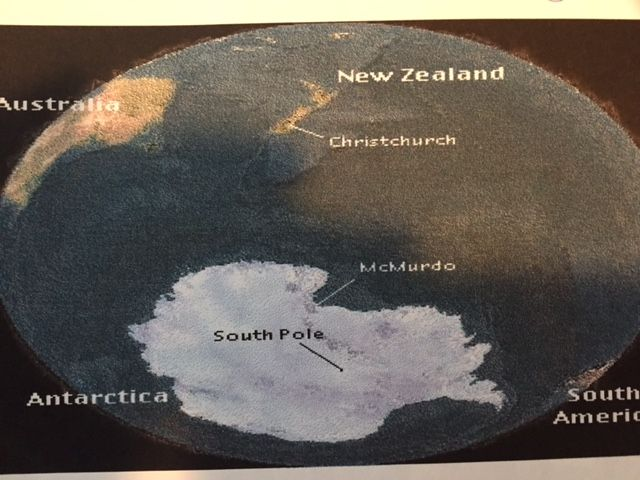 New Zealand
Australia
Christchurch
McMurdo
South Pole
Antarctica
South
Americ